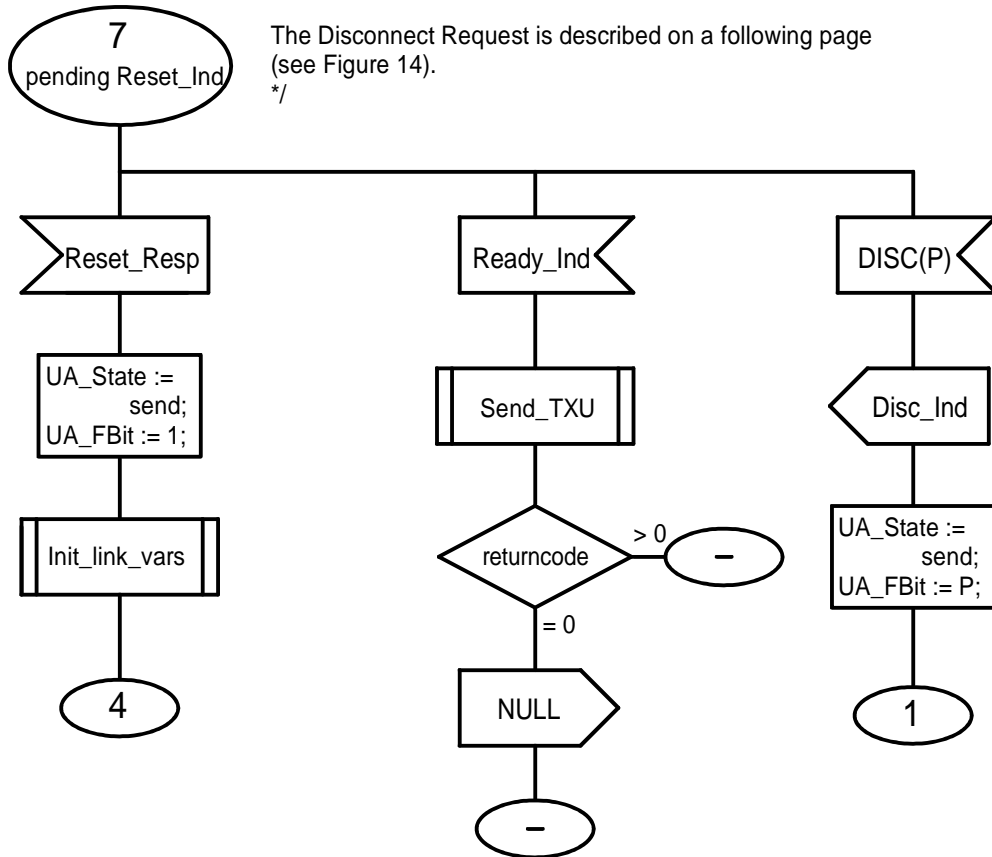 7
pending Reset_Ind
The Disconnect Request is described on a following page
(see Figure 14).
*/
Reset_Resp
UA_State :=
send;
UA_FBit := 1;
Init_link_vars
4
Ready_Ind
Send_TXU
returncode
> 0
–
= 0
NULL
–
DISC(P)
Disc_Ind
UA_State :=
send;
UA_FBit := P;
1